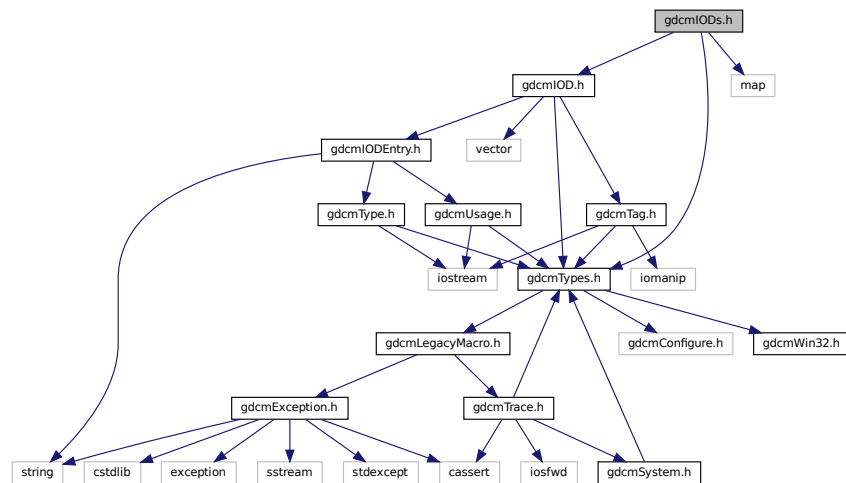 gdcmIODs.h
gdcmIOD.h
map
gdcmIODEntry.h
vector
gdcmType.h
gdcmUsage.h
gdcmTag.h
iostream
gdcmTypes.h
iomanip
gdcmLegacyMacro.h
gdcmConfigure.h
gdcmWin32.h
gdcmException.h
gdcmTrace.h
string
cstdlib
exception
sstream
stdexcept
cassert
iosfwd
gdcmSystem.h